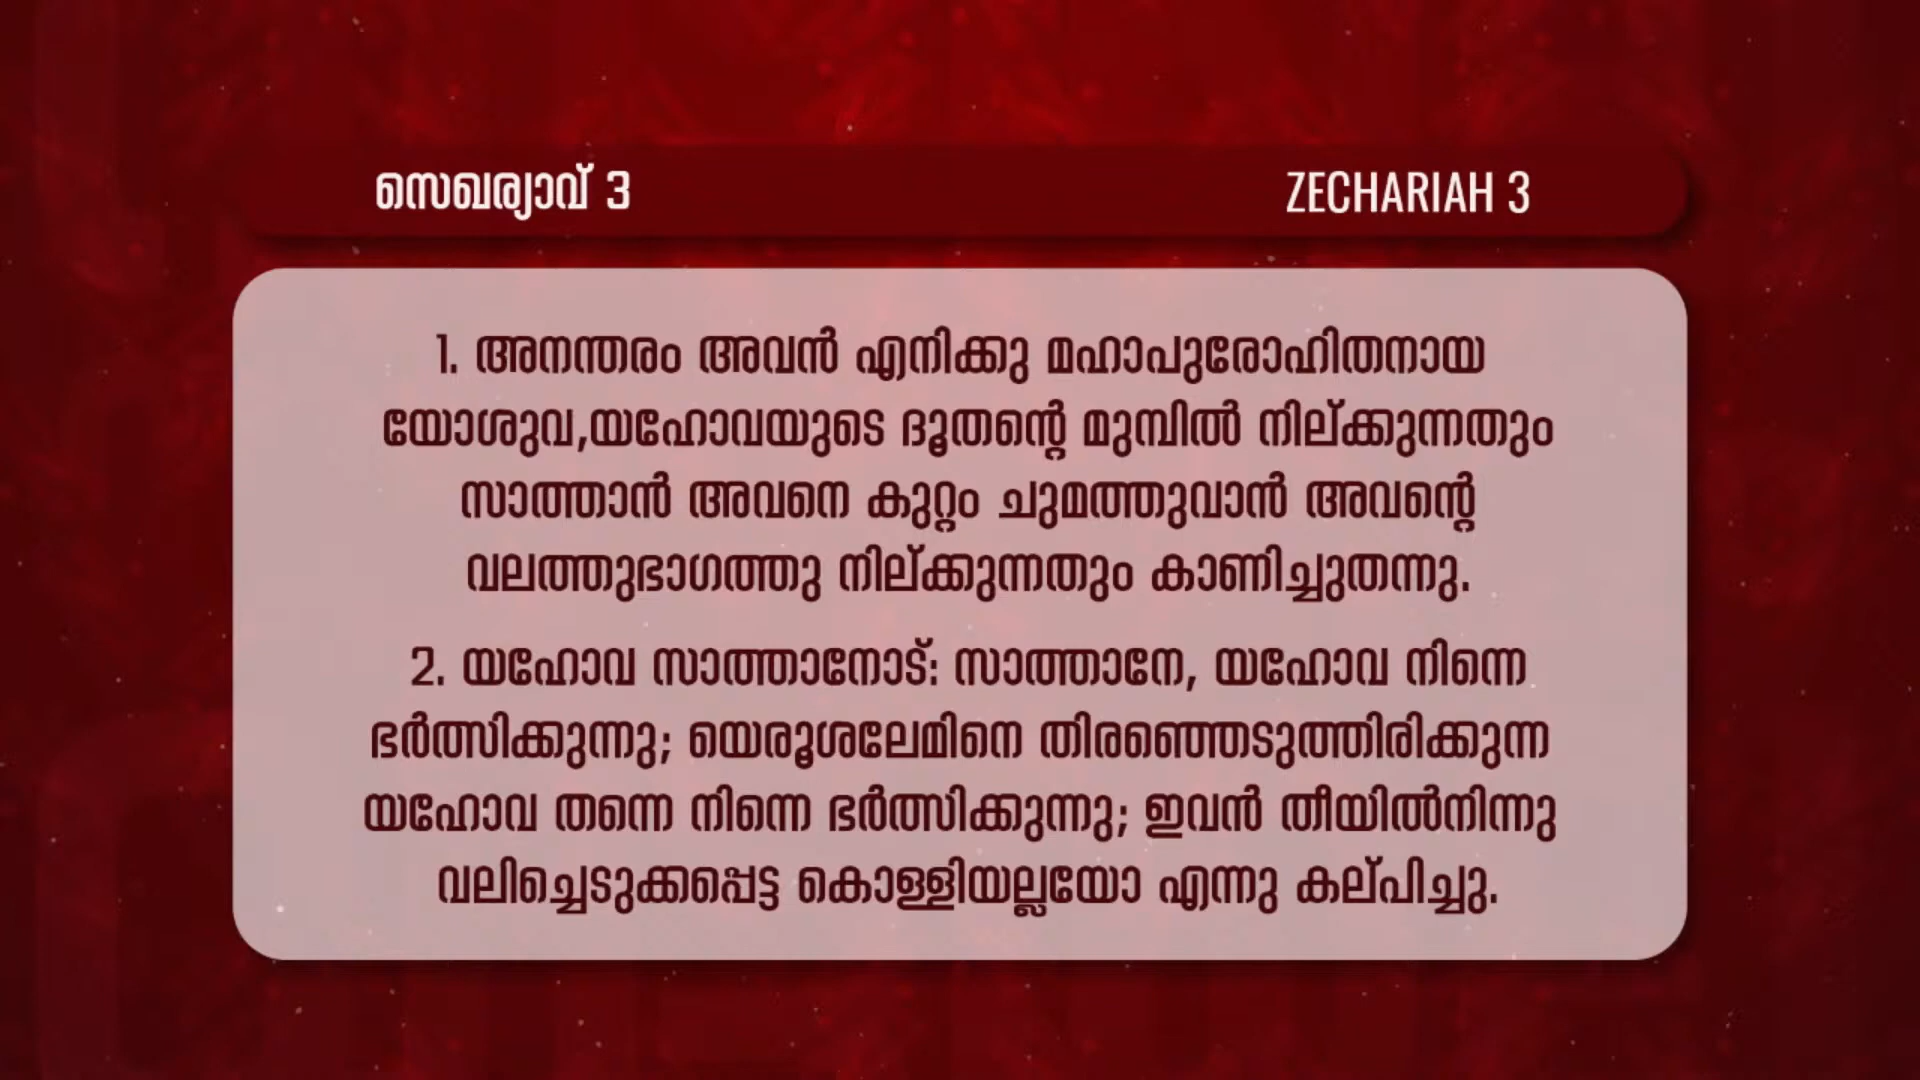 സെഖര്യാവ് 3
ZECHARIAH 3
1. അനന്തരം അവൻ എനിക്കു മഹാപുരോഹിതനായ
യോശുവ,യഹോവയുടെ ദൂതന്റെ മുമ്പിൽ നില്ക്കുന്നതും
സാത്താൻ അവനെ കുറ്റം ചുമത്തുവാൻ അവന്റെ
വലത്തുഭാഗത്തു നില്ക്കുന്നതും കാണിച്ചുതന്നു.
2. യഹോവ സാത്താനോട്: സാത്താനേ, യഹോവ നിന്നെ
ഭർത്സിക്കുന്നു; യെരൂശലേമിനെ തിരഞ്ഞെടുത്തിരിക്കുന്ന
യഹോവ തന്നെ നിന്നെ ഭർത്സിക്കുന്നു; ഇവൻ തീയിൽനിന്നു
വലിച്ചെടുക്കപ്പെട്ട കൊള്ളിയല്ലയോ എന്നു കല്പിച്ചു.